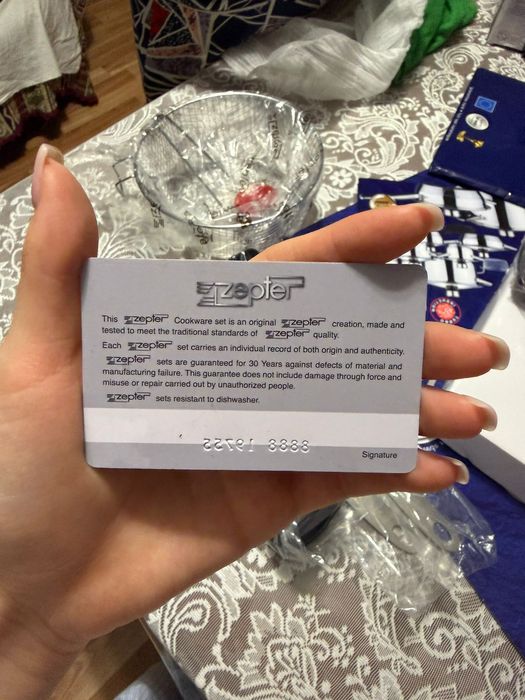 zepter
This zepter Cookware set is an original zepter creation, made and
tested to meet the traditional standards of zepter quality.
Each zepter set carries an individual record of both origin and authenticity.
zepter sets are guaranteed for 30 Years against defects of material and
manufacturing failure. This guarantee does not include damage through force and
misuse or repair carried out by unauthorized people.
zepter sets resistant to dishwasher.
8888 19755
Signature